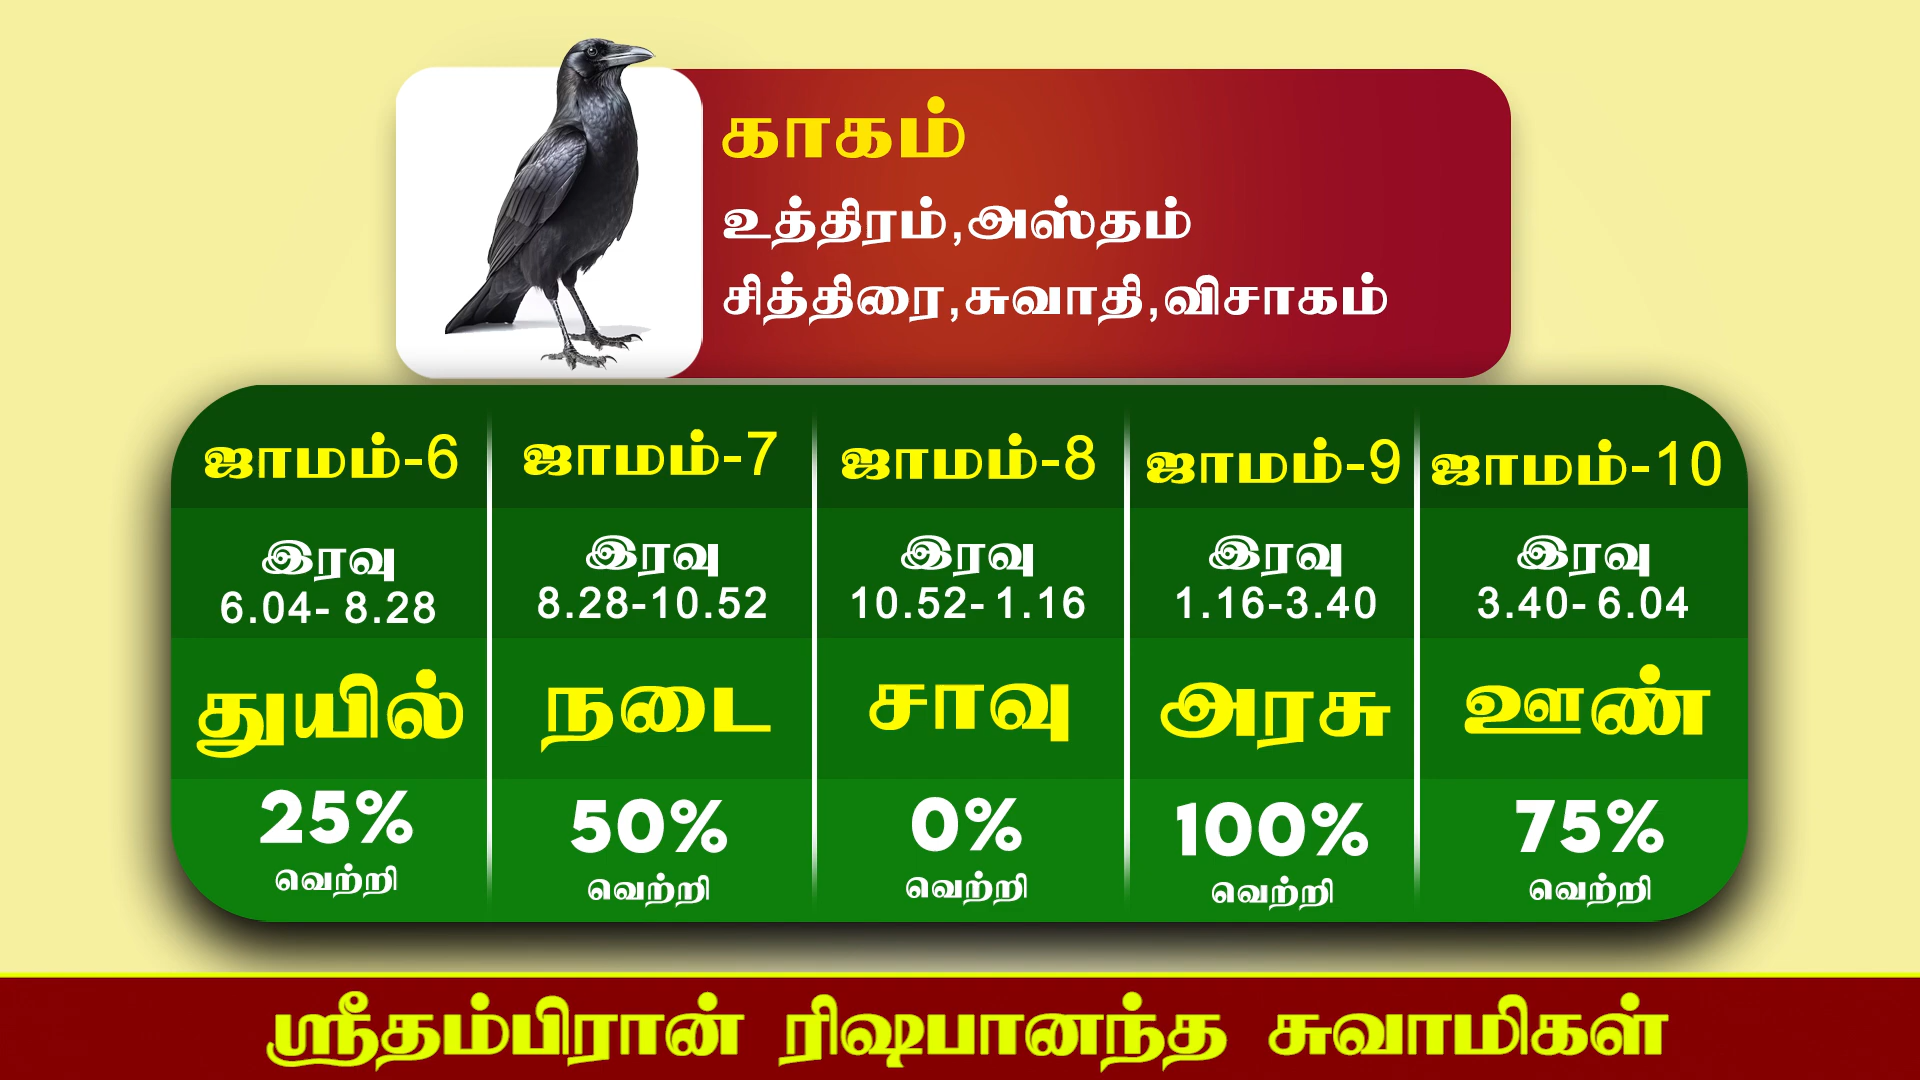 காகம்
உத்திரம்,அஸ்தம்
சித்திரை,சுவாதி,விசாகம்
ஜாமம்-6 ஜாமம்-7 ஜாமம்-8 ஜாமம்-9 ஜாமம்-10
இரவு இரவு இரவு இரவு இரவு
6.04- 8.28 8.28-10.52 10.52- 1.16 1.16-3.40 3.40- 6.04
துயில் நடை சாவு அரசு ஊண்
25% 50% 0% 100% 75%
வெற்றி வெற்றி வெற்றி வெற்றி வெற்றி
ஸ்ரீதம்பிரான் ரிஷபானந்த சுவாமிகள்